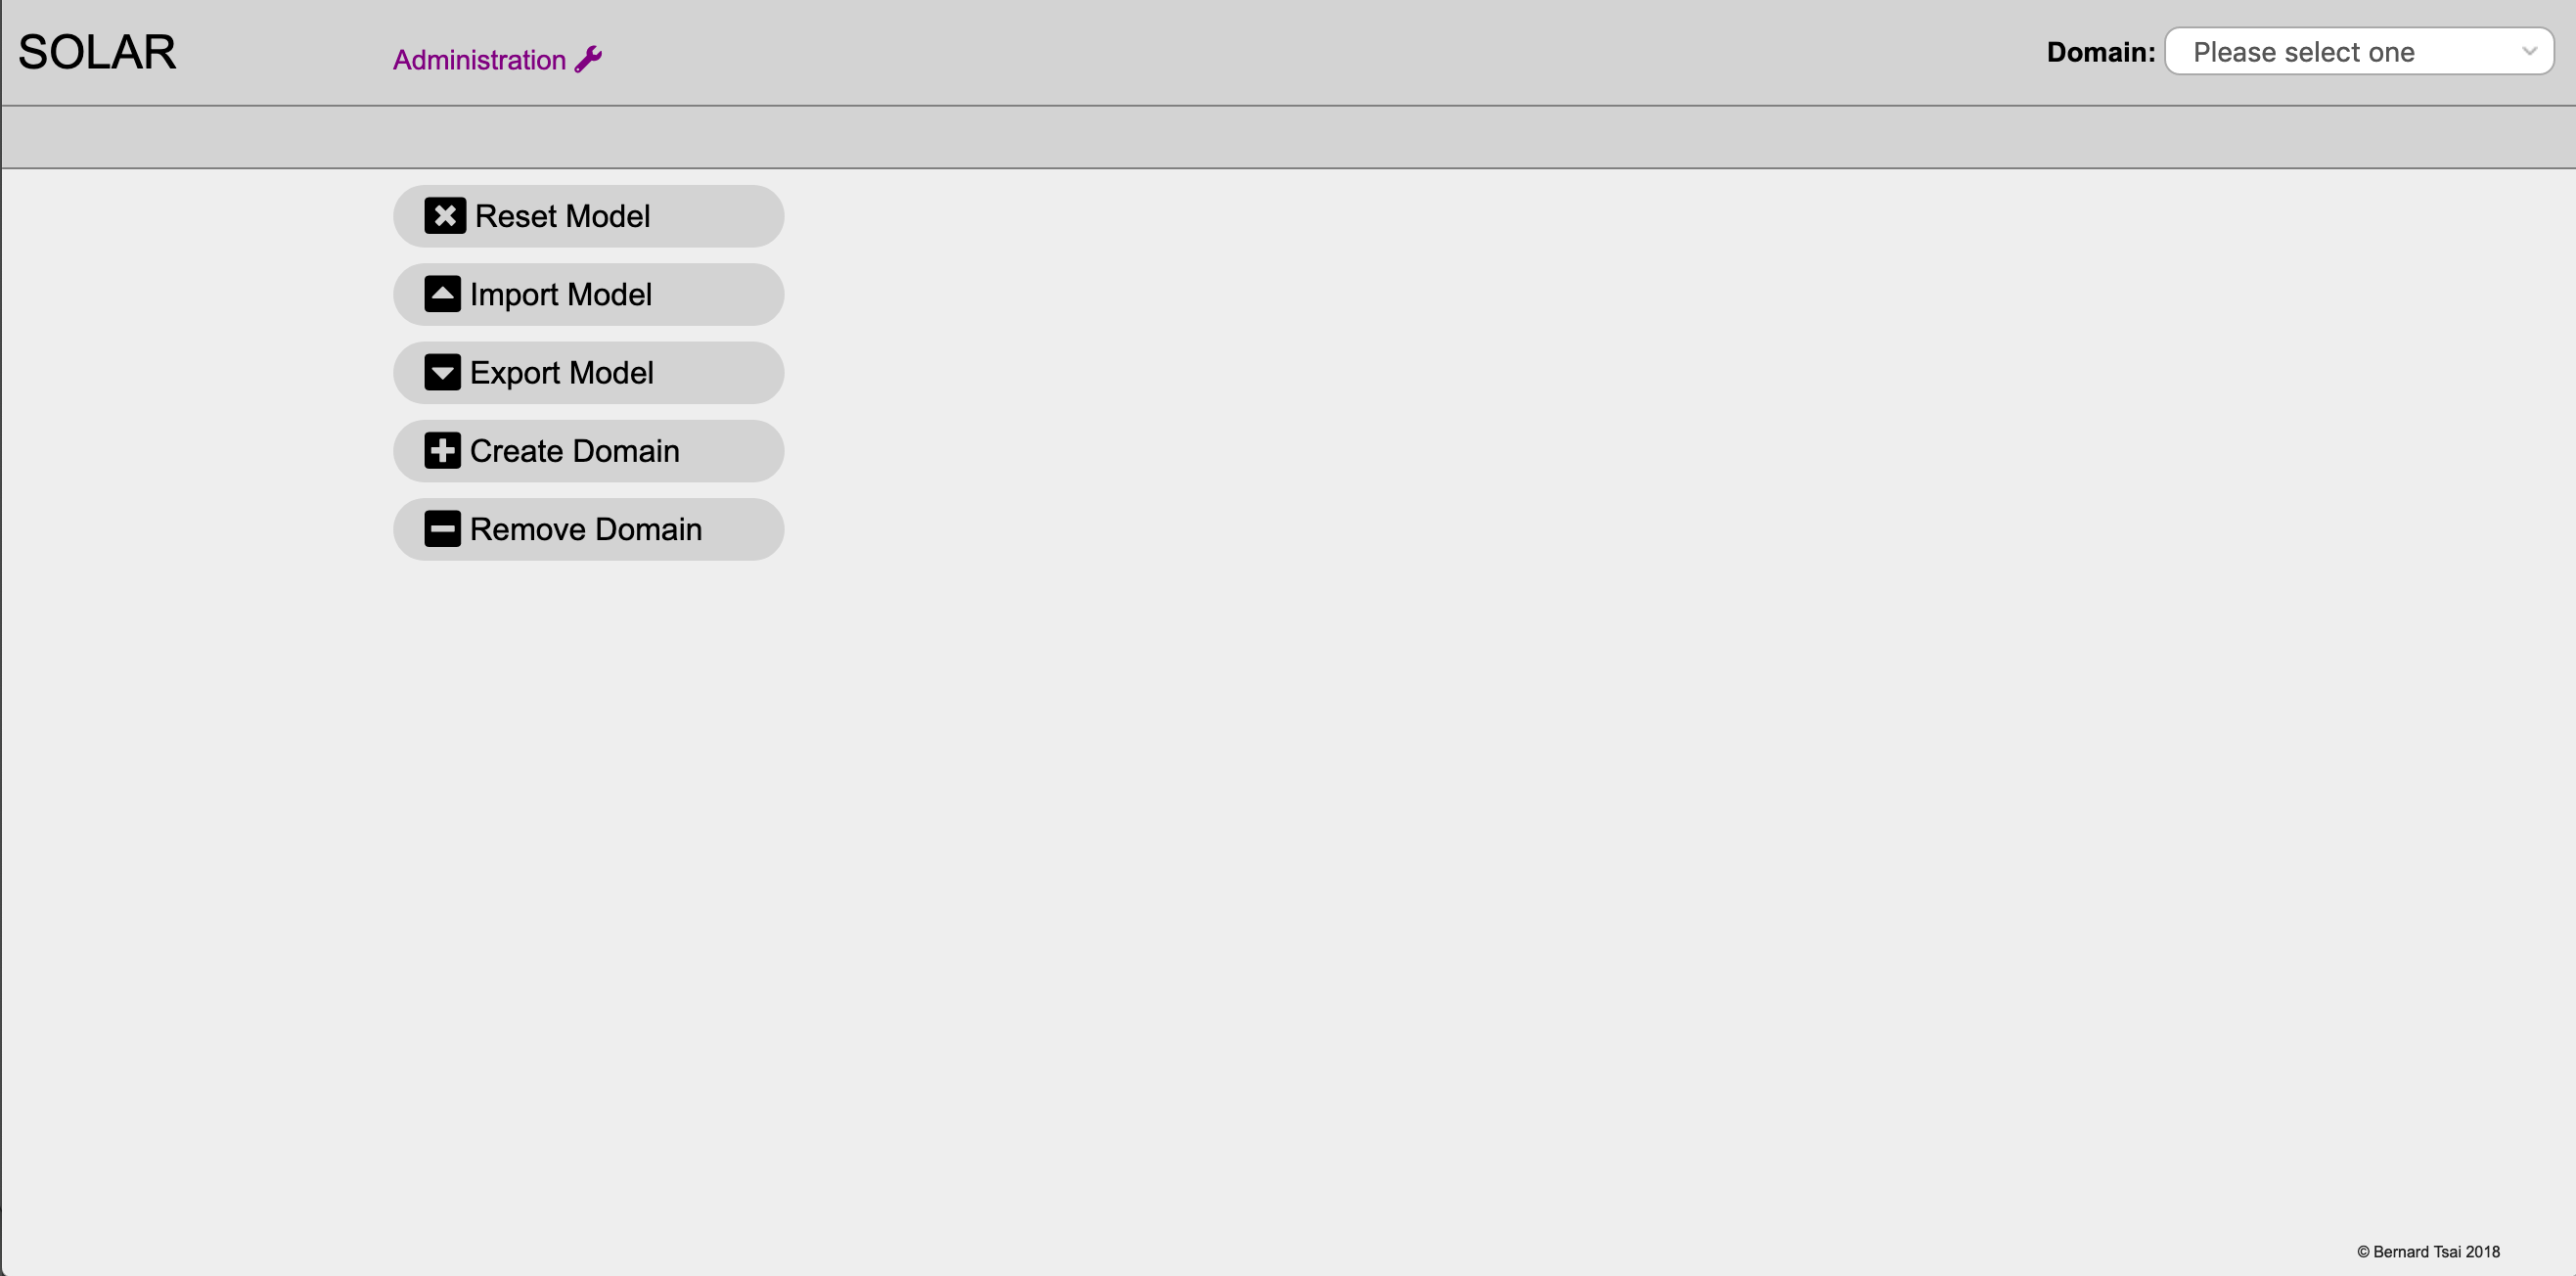 SOLAR
Administration
Domain: Please select one
Reset Model
Import Model
Export Model
Create Domain
Remove Domain
© Bernard Tsai 2018